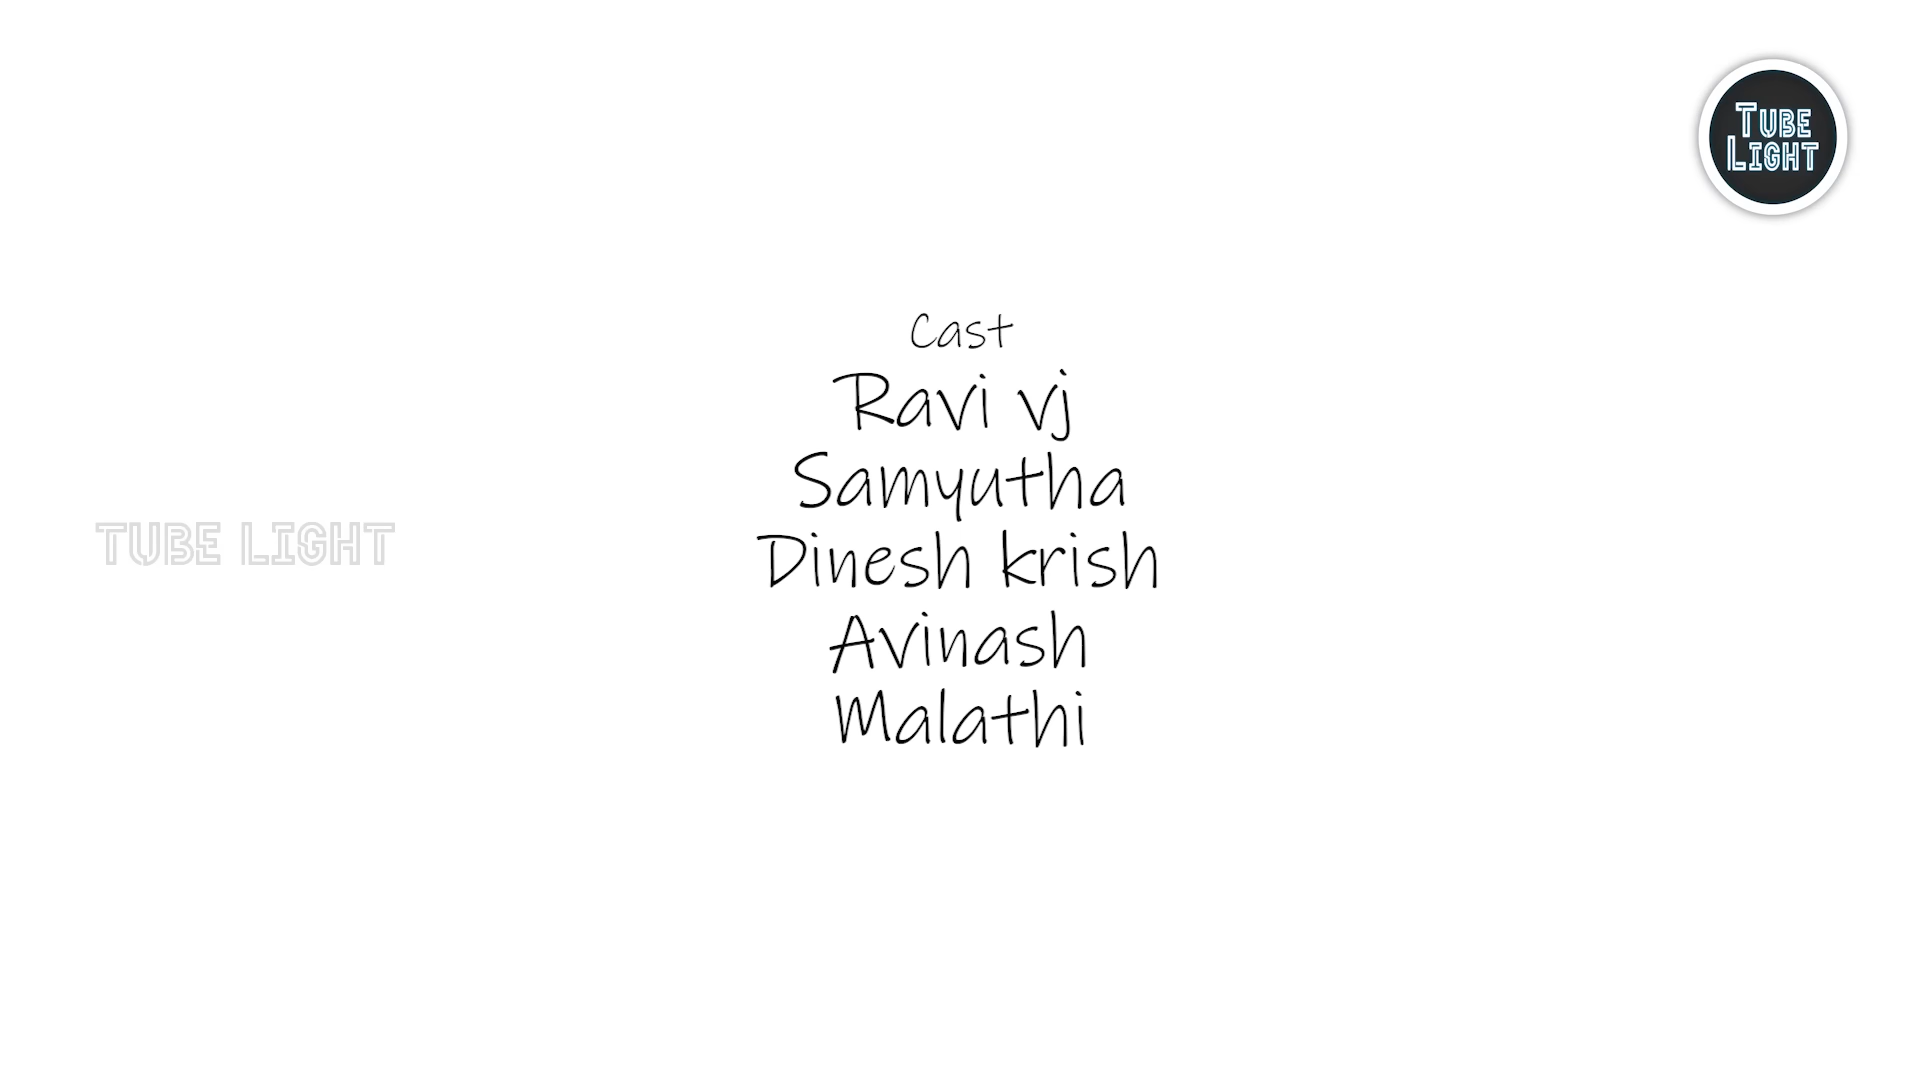 TUBE
LIGHT
Cast
Ravi vj
Samyutha
Dinesh krish
TUBE LIGHT
Avinash
Malathi